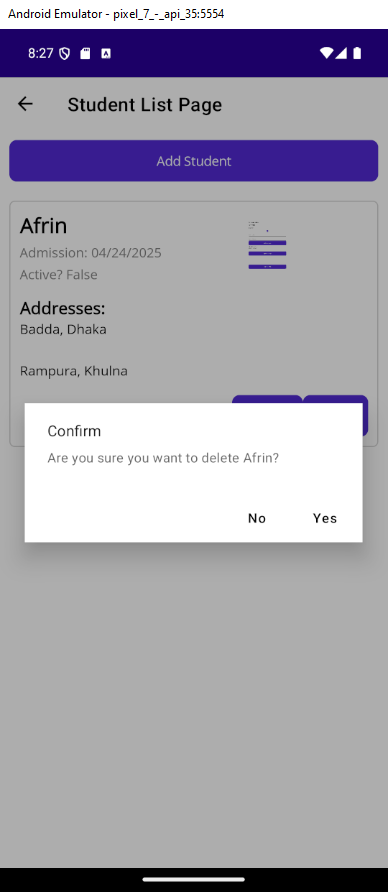 Android Emulator - pixel_7_-_api_35:5554
8:27
Student List Page
Add Student
Afrin
Admission: 04/24/2025
Active? False
Addresses:
Badda, Dhaka
Rampura, Khulna
Confirm
Are you sure you want to delete Afrin?
No
Yes